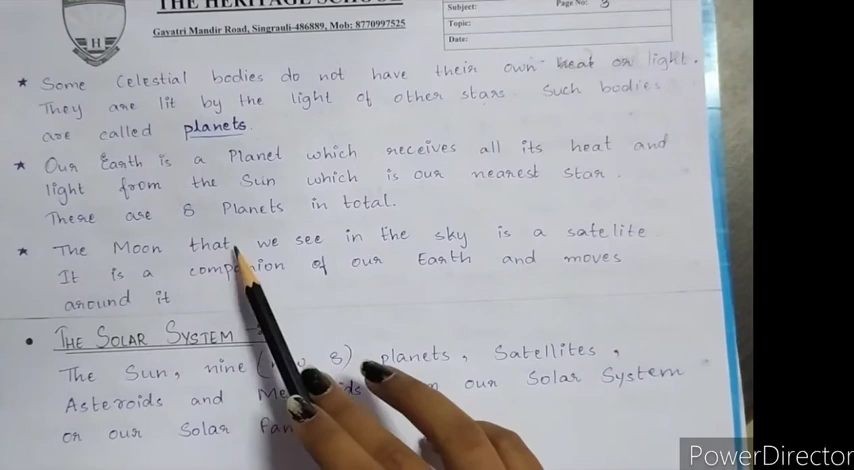 THE HERITAGE SCHOOL
Gayatri Mandir Road, Singrauli-486889, Mob: 8770997525
Subject:
Page No: 3
Topic:
Date:
H
★ Some Celestial bodies do not have their own heat or light.
They are lit by the light of other stars Such bodies
are called planets.
★ Our Earth is a Planet which receives all its heat and
light from the Sun which is our nearest star.
There are 8 Planets in total.
★ The Moon that we see in the sky is a satelite
It is a companion of our Earth and moves
around it
• THE SOLAR SYSTEM
The Sun, nine 8) planets, Satellites,
Asteroids and our Solar System
or our Solar
PowerDirector